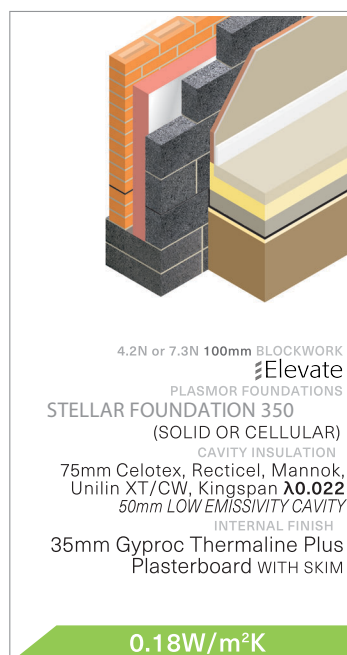 4.2N or 7.3N 100mm BLOCKWORK
Elevate
PLASMOR FOUNDATIONS
STELLAR FOUNDATION 350
(SOLID OR CELLULAR)
CAVITY INSULATION
75mm Celotex, Recticel, Mannok,
Unilin XT/CW, Kingspan λ0.022
50mm LOW EMISSIVITY CAVITY
INTERNAL FINISH
35mm Gyproc Thermaline Plus
Plasterboard WITH SKIM
0.18W/m²K